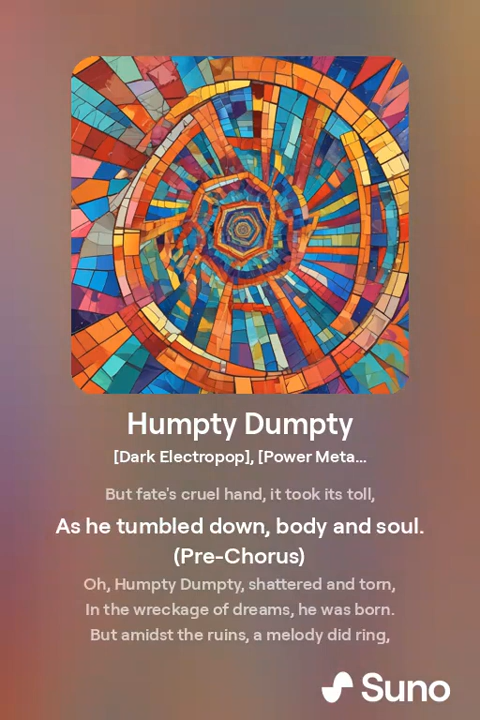 Humpty Dumpty
[Dark Electropop], [Power Meta...
But fate's cruel hand, it took its toll,
As he tumbled down, body and soul.
(Pre-Chorus)
Oh, Humpty Dumpty, shattered and torn,
In the wreckage of dreams, he was born.
But amidst the ruins, a melody did ring,
Suno